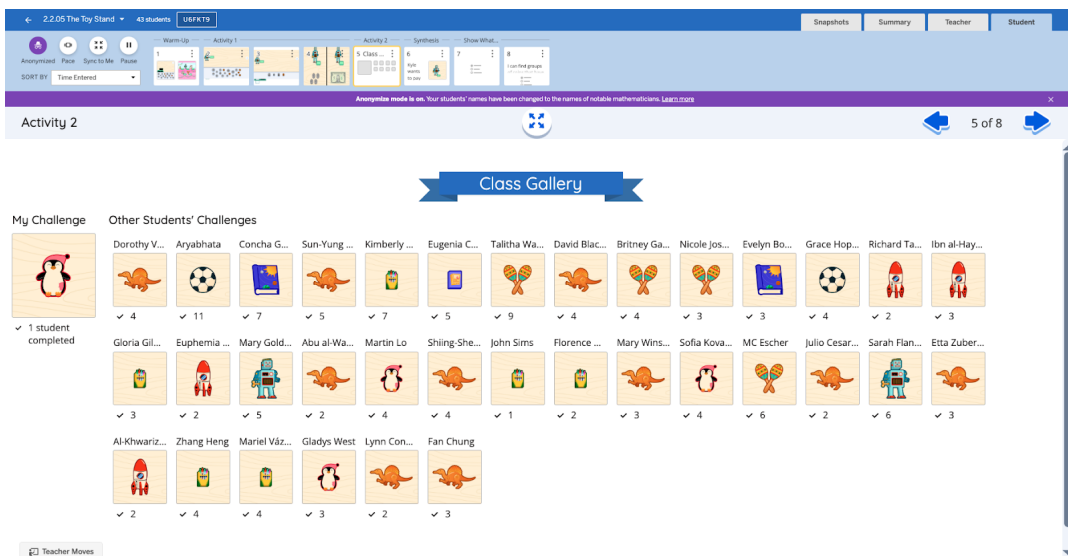 2.2.05 The Toy Stand
43 students
U6FKT9
Snapshots
Summary
Teacher
Student
Anonymized
Pace
Sync to Me
Pause
SORT BY
Time Entered
Warm-Up
Activity 1
Activity 2
Synthesis
Show What...
1
2
3
4
5 Class ...
6
Kyle
wants
to pay
7
8
I can find groups
Anonymize mode is on. Your students' names have been changed to the names of notable mathematicians. Learn more
Activity 2
5 of 8
Class Gallery
My Challenge
1 student
completed
Other Students' Challenges
Dorothy V... Aryabhata Concha G... Sun-Yung ... Kimberly ... Eugenia C... Talitha Wa... David Blac... Britney Ga... Nicole Jos... Evelyn Bo... Grace Hop... Richard Ta... Ibn al-Hay...
4 11 7 5 7 5 9 4 4 3 3 4 2 3
Gloria Gil... Euphemia ... Mary Gold... Abu al-Wa... Martin Lo Shiing-She... John Sims Florence ... Mary Wins... Sofia Kova... MC Escher Julio Cesar... Sarah Flan... Etta Zuber...
3 2 5 2 4 4 1 2 3 4 6 2 6 3
Al-Khwariz... Zhang Heng Mariel Váz... Gladys West Lynn Con... Fan Chung
2 4 4 3 2 3
Teacher Moves